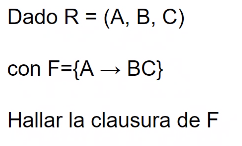 Dado R = (A, B, C)
con F={A → BC}
Hallar la clausura de F